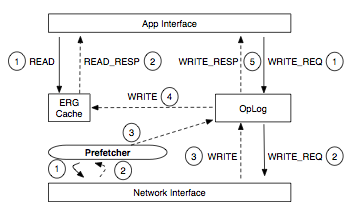 App Interface
1 READ
READ_RESP 2
WRITE_RESP 5
WRITE_REQ 1
WRITE 4
ERG
Cache
OpLog
3
Prefetcher
1
2
3 WRITE
WRITE_REQ 2
Network Interface